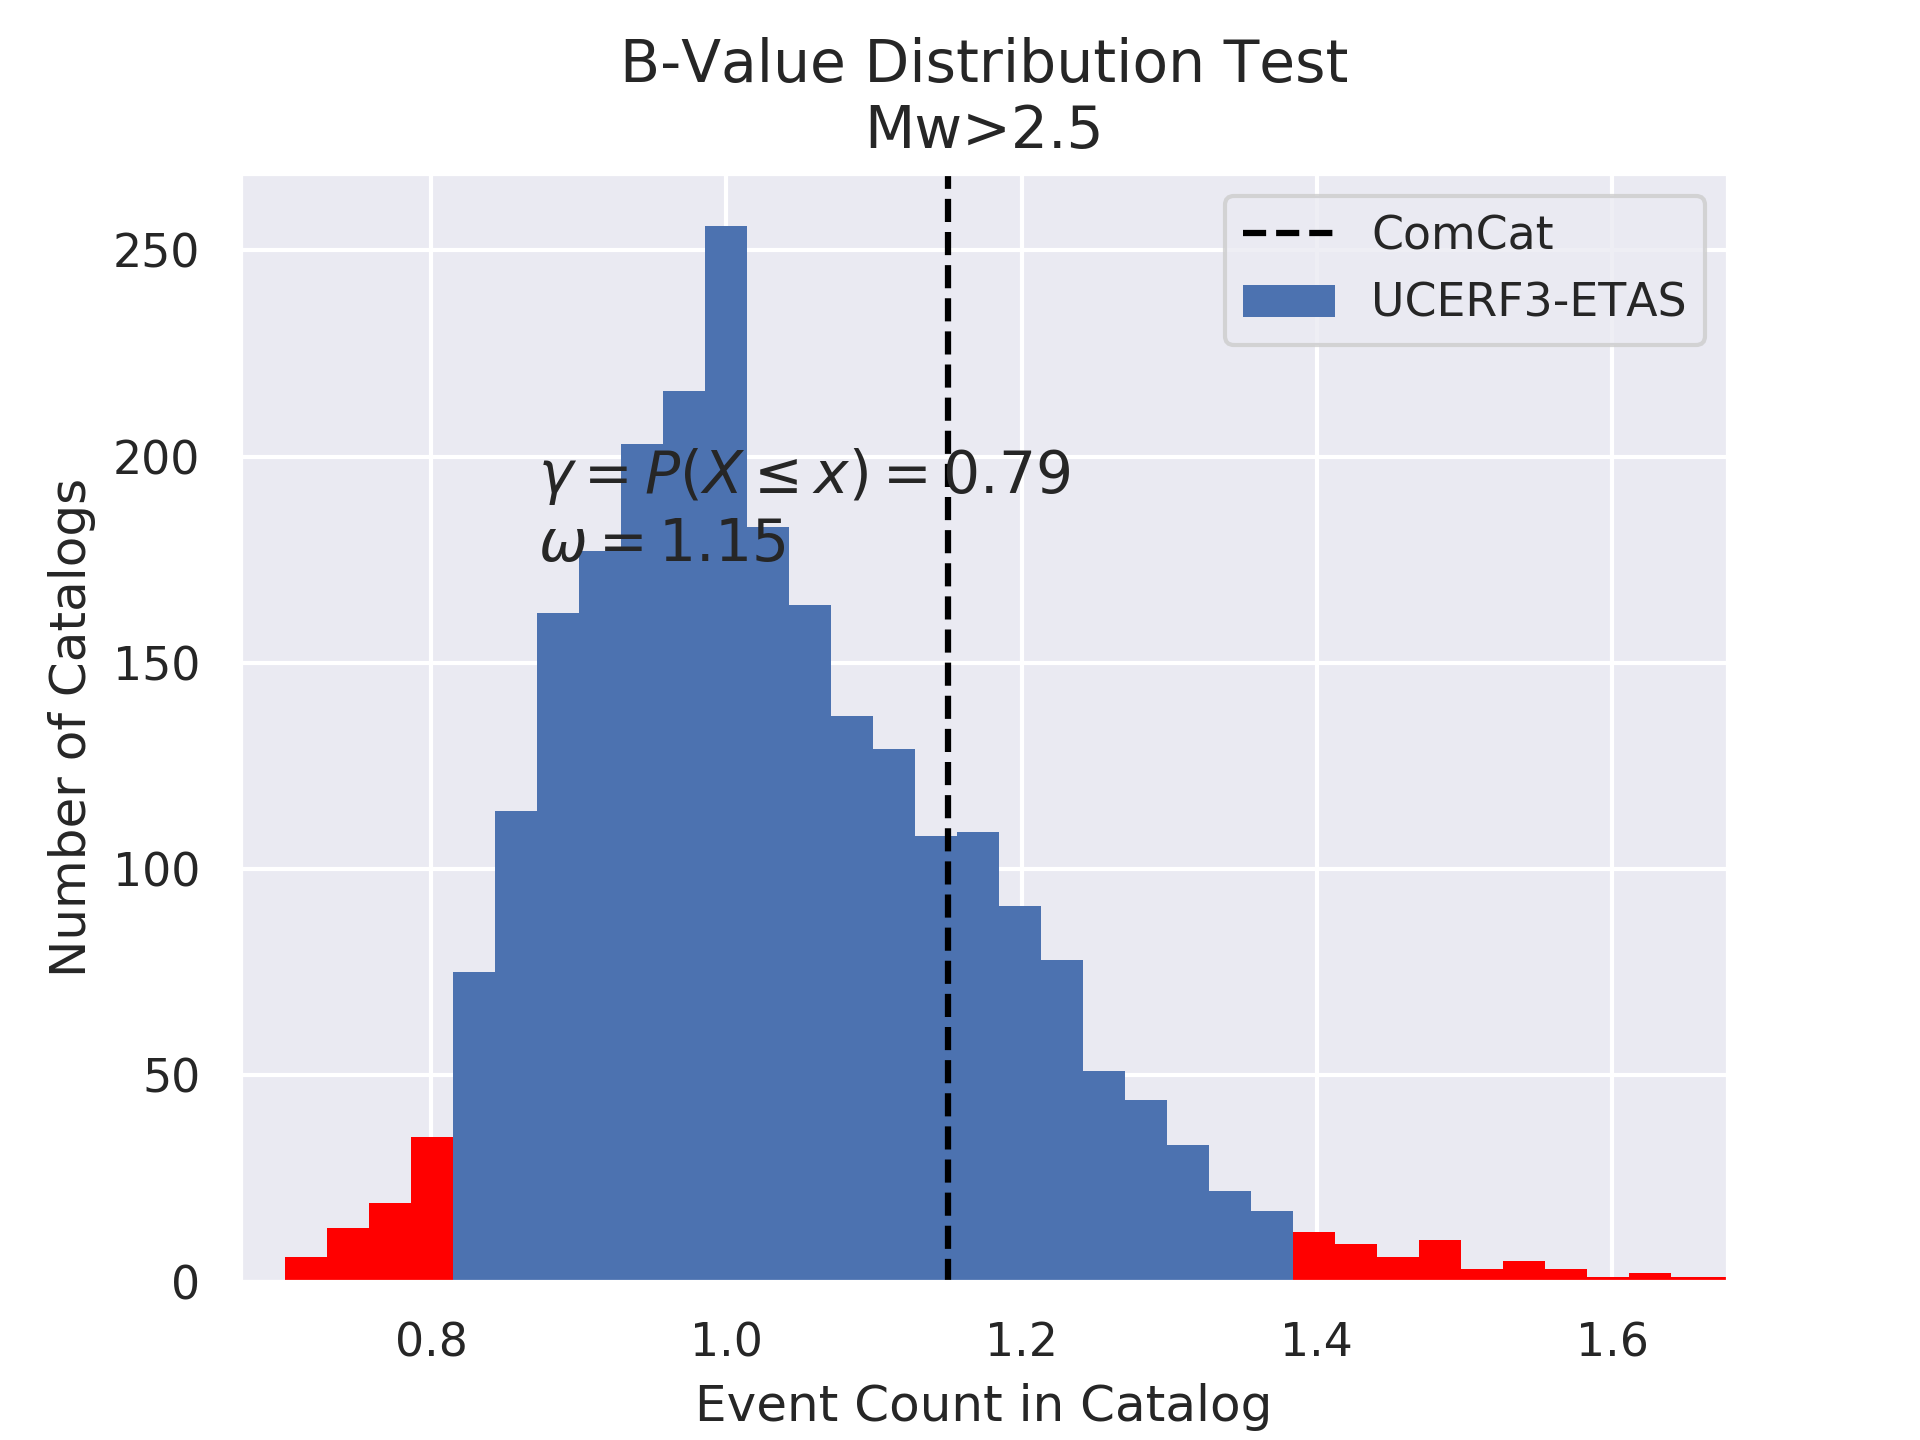 B-Value Distribution Test
Mw>2.5
ComCat
UCERF3-ETAS
γ = P(X ≤ x) = 0.79
ω = 1.15
Number of Catalogs
250
200
150
100
50
0
0.8 1.0 1.2 1.4 1.6
Event Count in Catalog